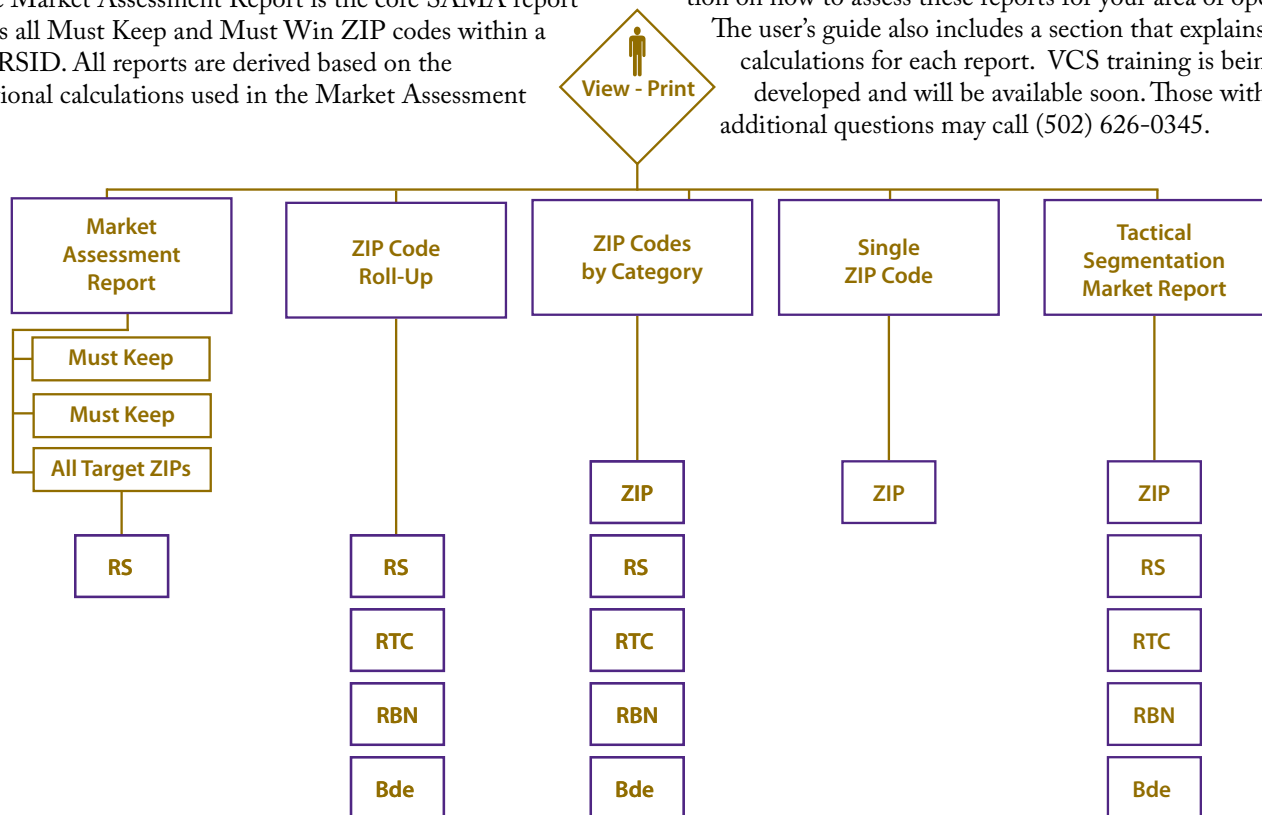 Market Assessment Report is the core SAMA report
all Must Keep and Must Win ZIP codes within a
RSID. All reports are derived based on the
calculations used in the Market Assessment
on how to assess these reports for your area of
The user's guide also includes a section that explains
calculations for each report. VCS training is
developed and will be available soon. Those with
additional questions may call (502) 626-0345.
View - Print
Market
Assessment
Report
Must Keep
Must Keep
All Target ZIPs
RS
ZIP Code
Roll-Up
RS
RTC
RBN
Bde
ZIP Codes
by Category
ZIP
RS
RTC
RBN
Bde
Single
ZIP Code
ZIP
Tactical
Segmentation
Market Report
ZIP
RS
RTC
RBN
Bde